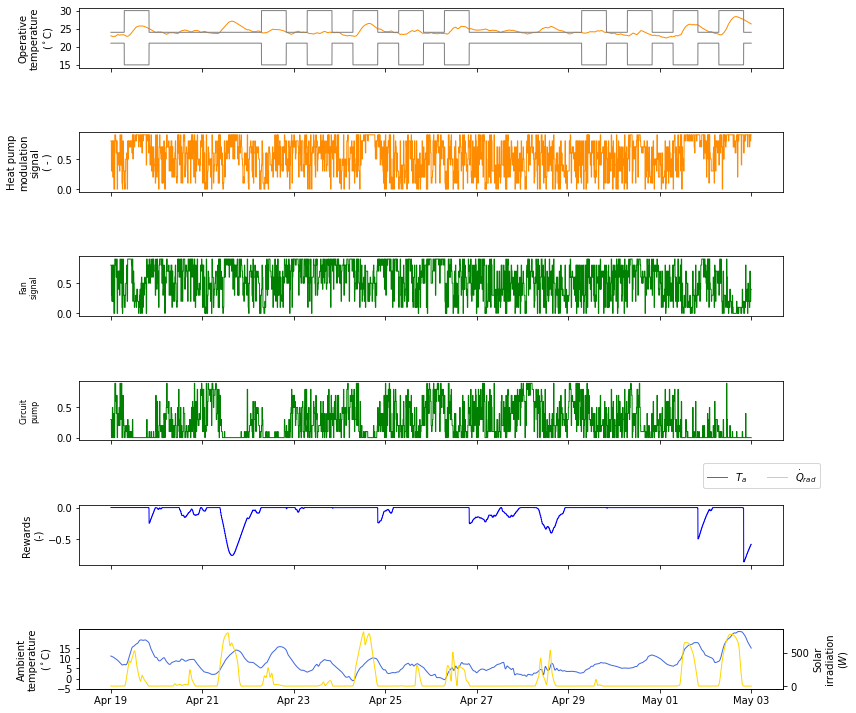 Operative
temperature
(°C)
30
25
20
15
Heat pump
modulation
signal
( - )
0.5
0.0
Fan
signal
0.5
0.0
Circuit
pump
0.5
0.0
T_a Q̇_rad
Rewards
(-)
0.0
−0.5
Ambient
temperature
(°C)
15
10
5
0
−5
500
0
Solar
irradiation
(W)
Apr 19 Apr 21 Apr 23 Apr 25 Apr 27 Apr 29 May 01 May 03